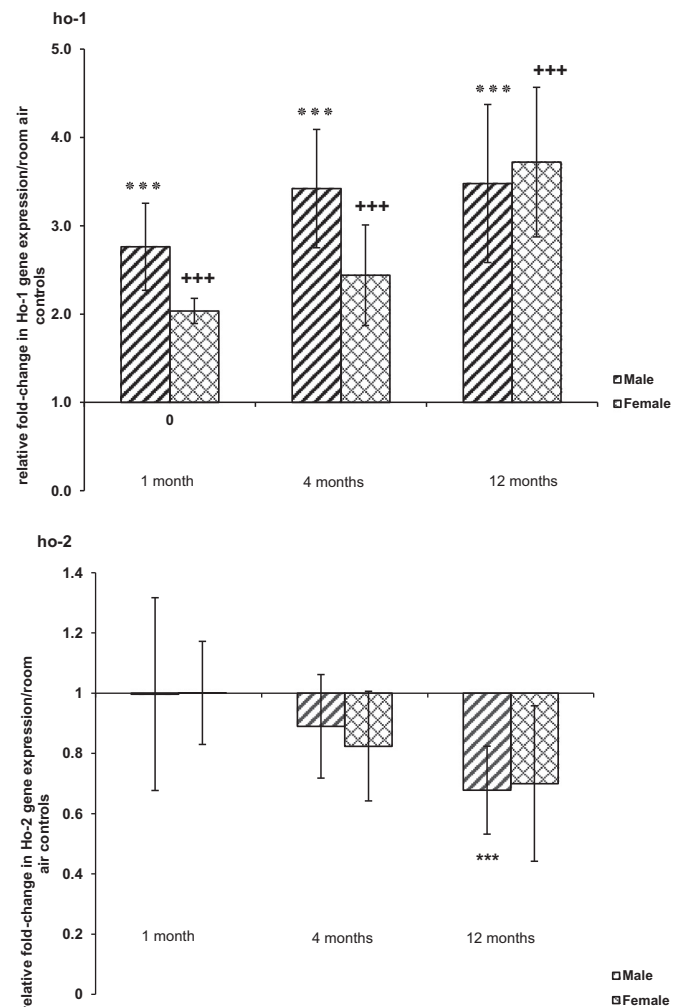 ho-1
relative fold-change in Ho-1 gene expression/room air
controls
5.0
4.0
3.0
2.0
1.0
0.0
***
+++
***
+++
***
+++
0
1 month
4 months
12 months
Male
Female
ho-2
relative fold-change in Ho-2 gene expression/room
air controls
1.4
1.2
1
0.8
0.6
0.4
0.2
0
***
1 month
4 months
12 months
Male
Female